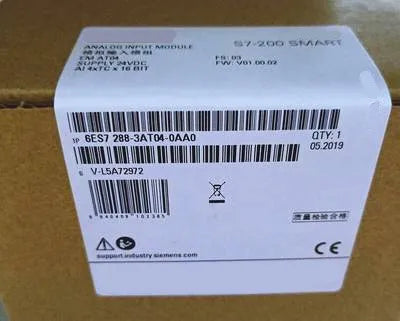 ANALOG INPUT MODULE
S7-200 SMART
模拟输入模组
EM AT04
FS: 03
SUPPLY 24VDC
FW: V01.00.02
AI 4xTC x 16 BIT
1P 6ES7 288-3AT04-0AA0
QTY: 1
05.2019
S V-L5A72972
质量检验合格
support.industry.siemens.com
CE